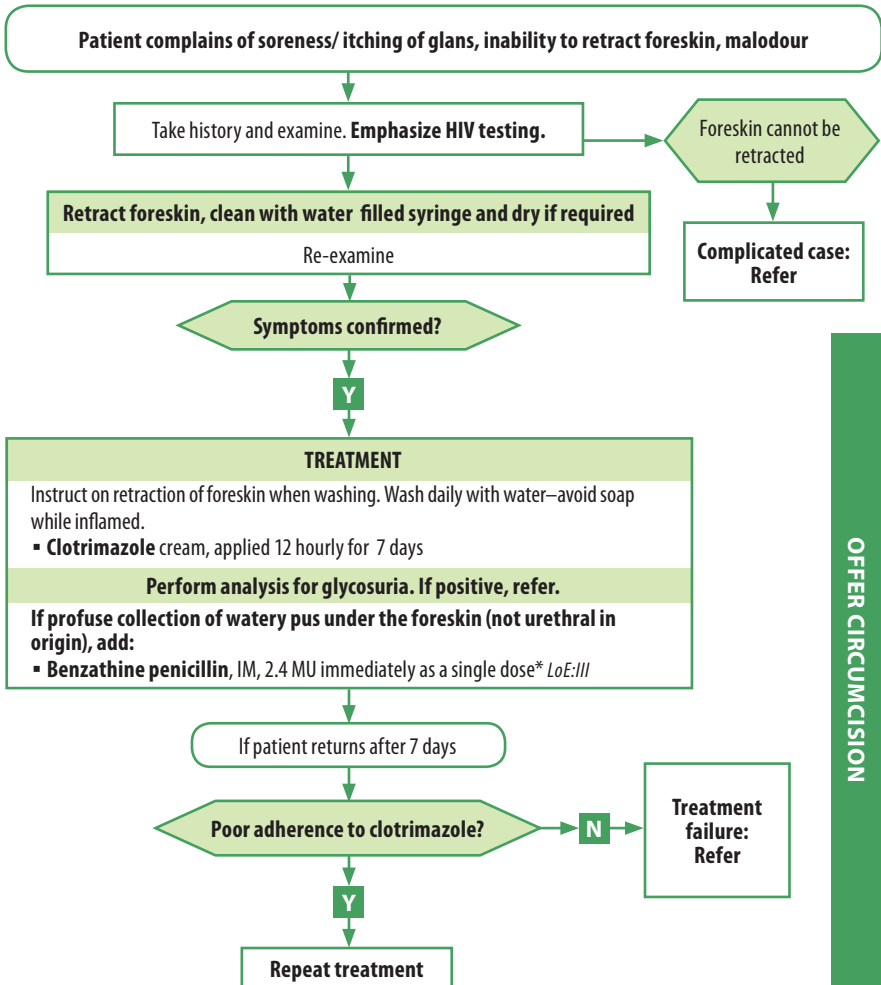 Patient complains of soreness/ itching of glans, inability to retract foreskin, malodour
Take history and examine. Emphasize HIV testing.
Foreskin cannot be
retracted
Retract foreskin, clean with water filled syringe and dry if required
Re-examine
Complicated case:
Refer
Symptoms confirmed?
Y
TREATMENT
Instruct on retraction of foreskin when washing. Wash daily with water–avoid soap
while inflamed.
▪ Clotrimazole cream, applied 12 hourly for 7 days
Perform analysis for glycosuria. If positive, refer.
If profuse collection of watery pus under the foreskin (not urethral in
origin), add:
▪ Benzathine penicillin, IM, 2.4 MU immediately as a single dose* LoE:III
If patient returns after 7 days
Poor adherence to clotrimazole?
N
Treatment
failure:
Refer
Y
Repeat treatment
OFFER CIRCUMCISION